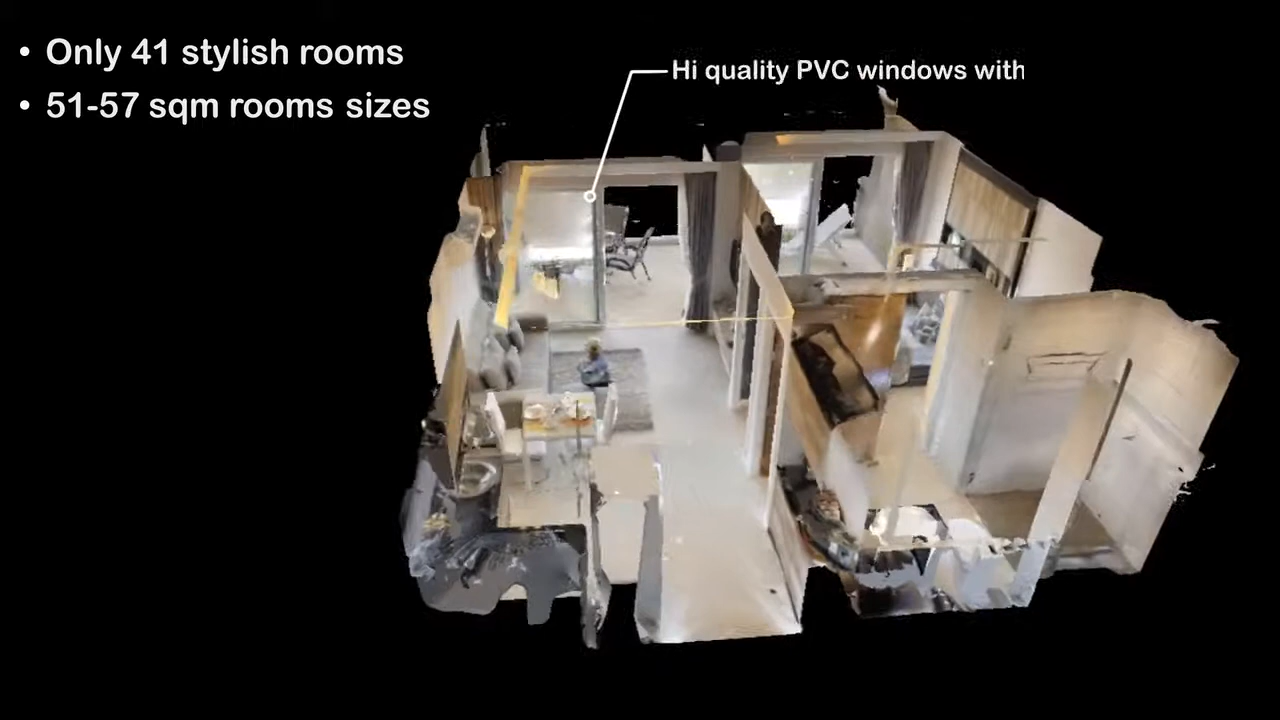 • Only 41 stylish rooms
• 51-57 sqm rooms sizes
Hi quality PVC windows with